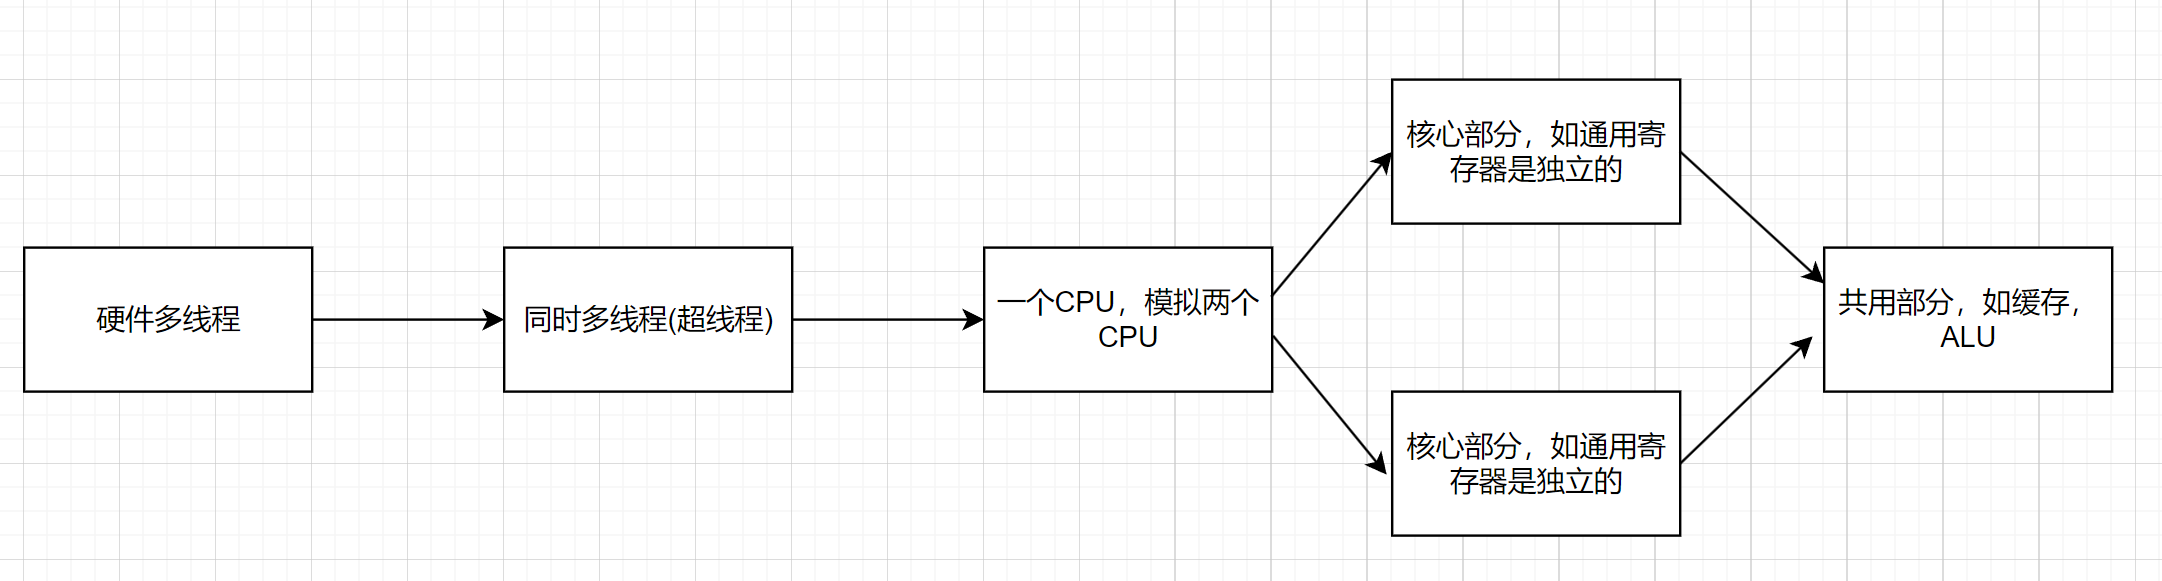 硬件多线程
同时多线程(超线程)
一个CPU，模拟两个
CPU
核心部分，如通用寄
存器是独立的
核心部分，如通用寄
存器是独立的
共用部分，如缓存，
ALU